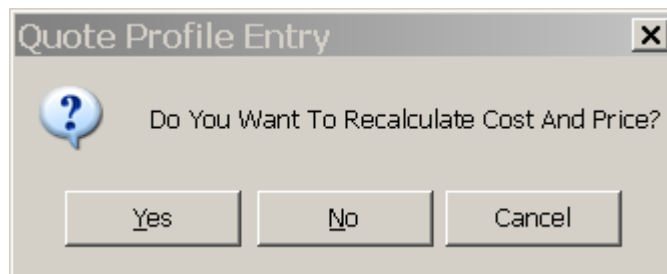 Quote Profile Entry
Do You Want To Recalculate Cost And Price?
Yes No Cancel